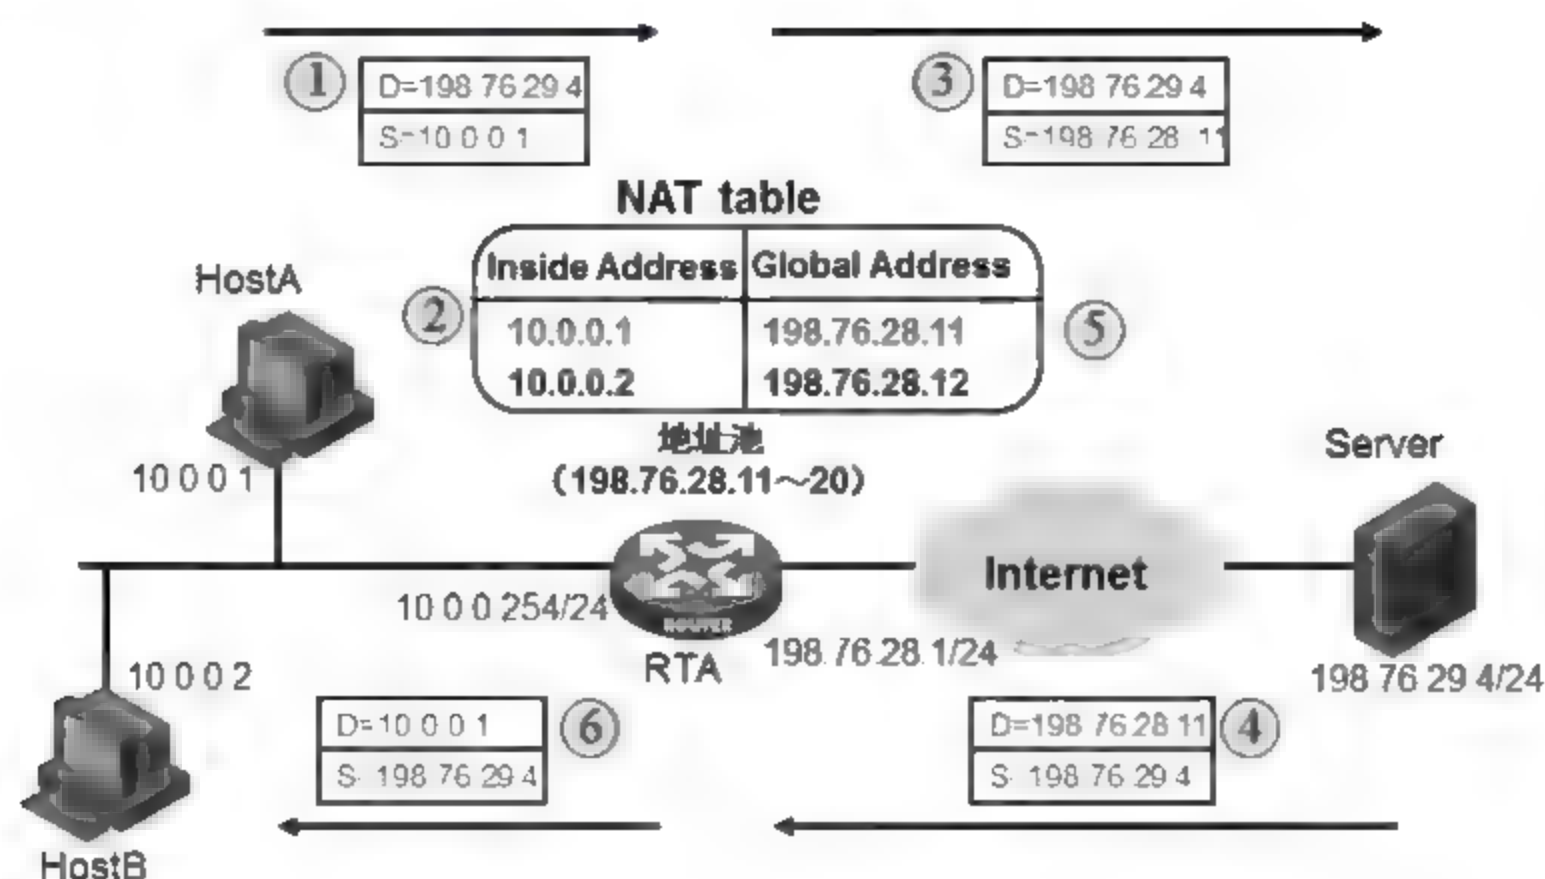 ① D=198 76 29 4
S=10 0 0 1
③ D=198 76 29 4
S=198 76 28 11
NAT table
Inside Address Global Address
② 10.0.0.1 198.76.28.11 ⑤
10.0.0.2 198.76.28.12
HostA
地址池
(198.76.28.11～20)
10 0 0 1
Server
Internet
10 0 0 254/24
ROUTER
RTA
198.76.28.1/24
198 76 29 4/24
10 0 0 2
D=10 0 0 1 ⑥
S- 198 76 29 4
D=198 76 28 11 ④
S- 198 76 29 4
HostB